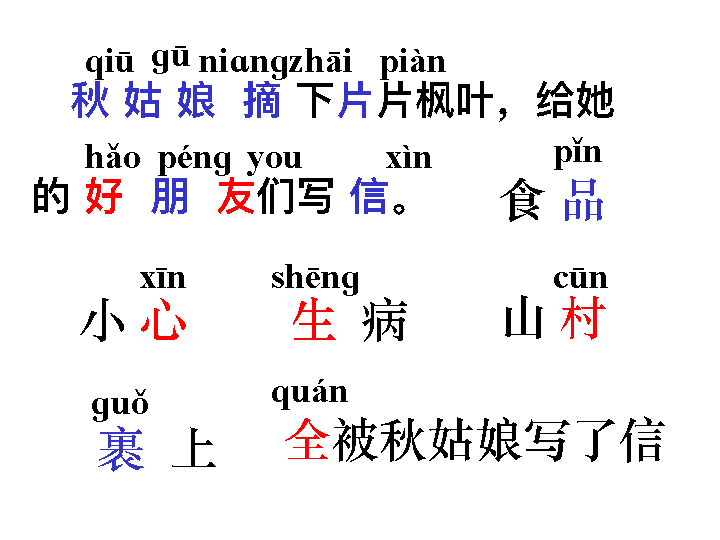 qiū gū niɑngzhāi piàn
秋 姑 娘 摘 下片片枫叶，给她
hǎo péng you xìn pǐn
的 好 朋 友们写 信。 食 品
xīn shēng cūn
小 心 生 病 山 村
guǒ quán
裹 上 全被秋姑娘写了信